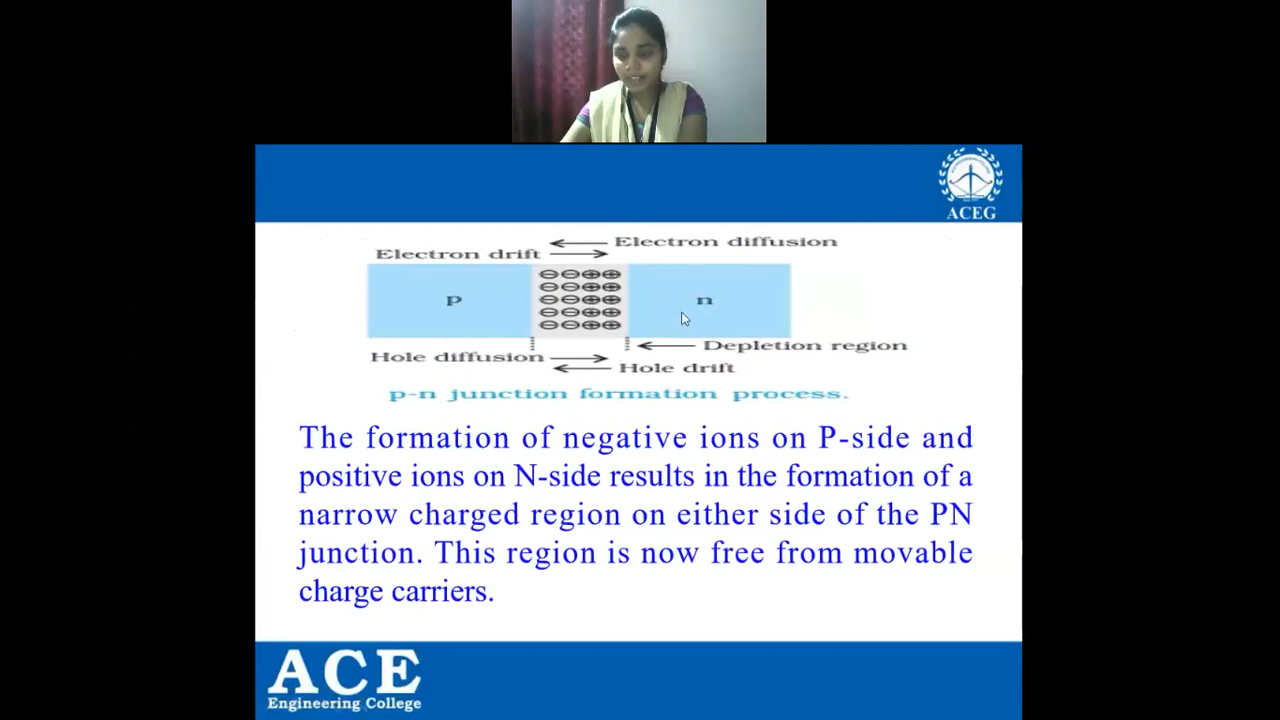 ACEG
Electron diffusion
Electron drift
p
n
Depletion region
Hole diffusion
Hole drift
p-n junction formation process.
The formation of negative ions on P-side and
positive ions on N-side results in the formation of a
narrow charged region on either side of the PN
junction. This region is now free from movable
charge carriers.
ACE
Engineering College